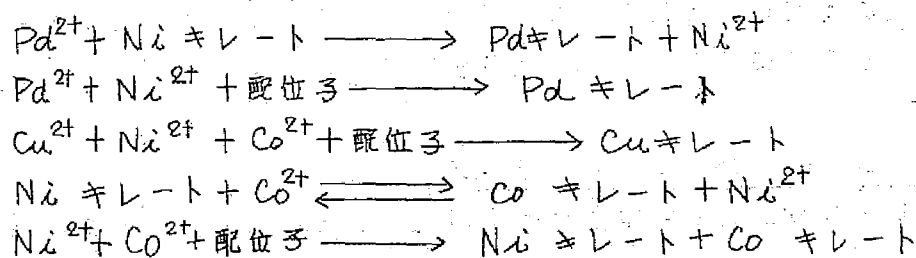 Pd²⁺ + Ni キレート ⟶ Pdキレート + Ni²⁺
Pd²⁺ + Ni²⁺ + 配位子 ⟶ Pd キレート
Cu²⁺ + Ni²⁺ + Co²⁺ + 配位子 ⟶ Cuキレート
Ni キレート + Co²⁺ ⇄ Co キレート + Ni²⁺
Ni²⁺ + Co²⁺ + 配位子 ⟶ Ni キレート + Co キレート